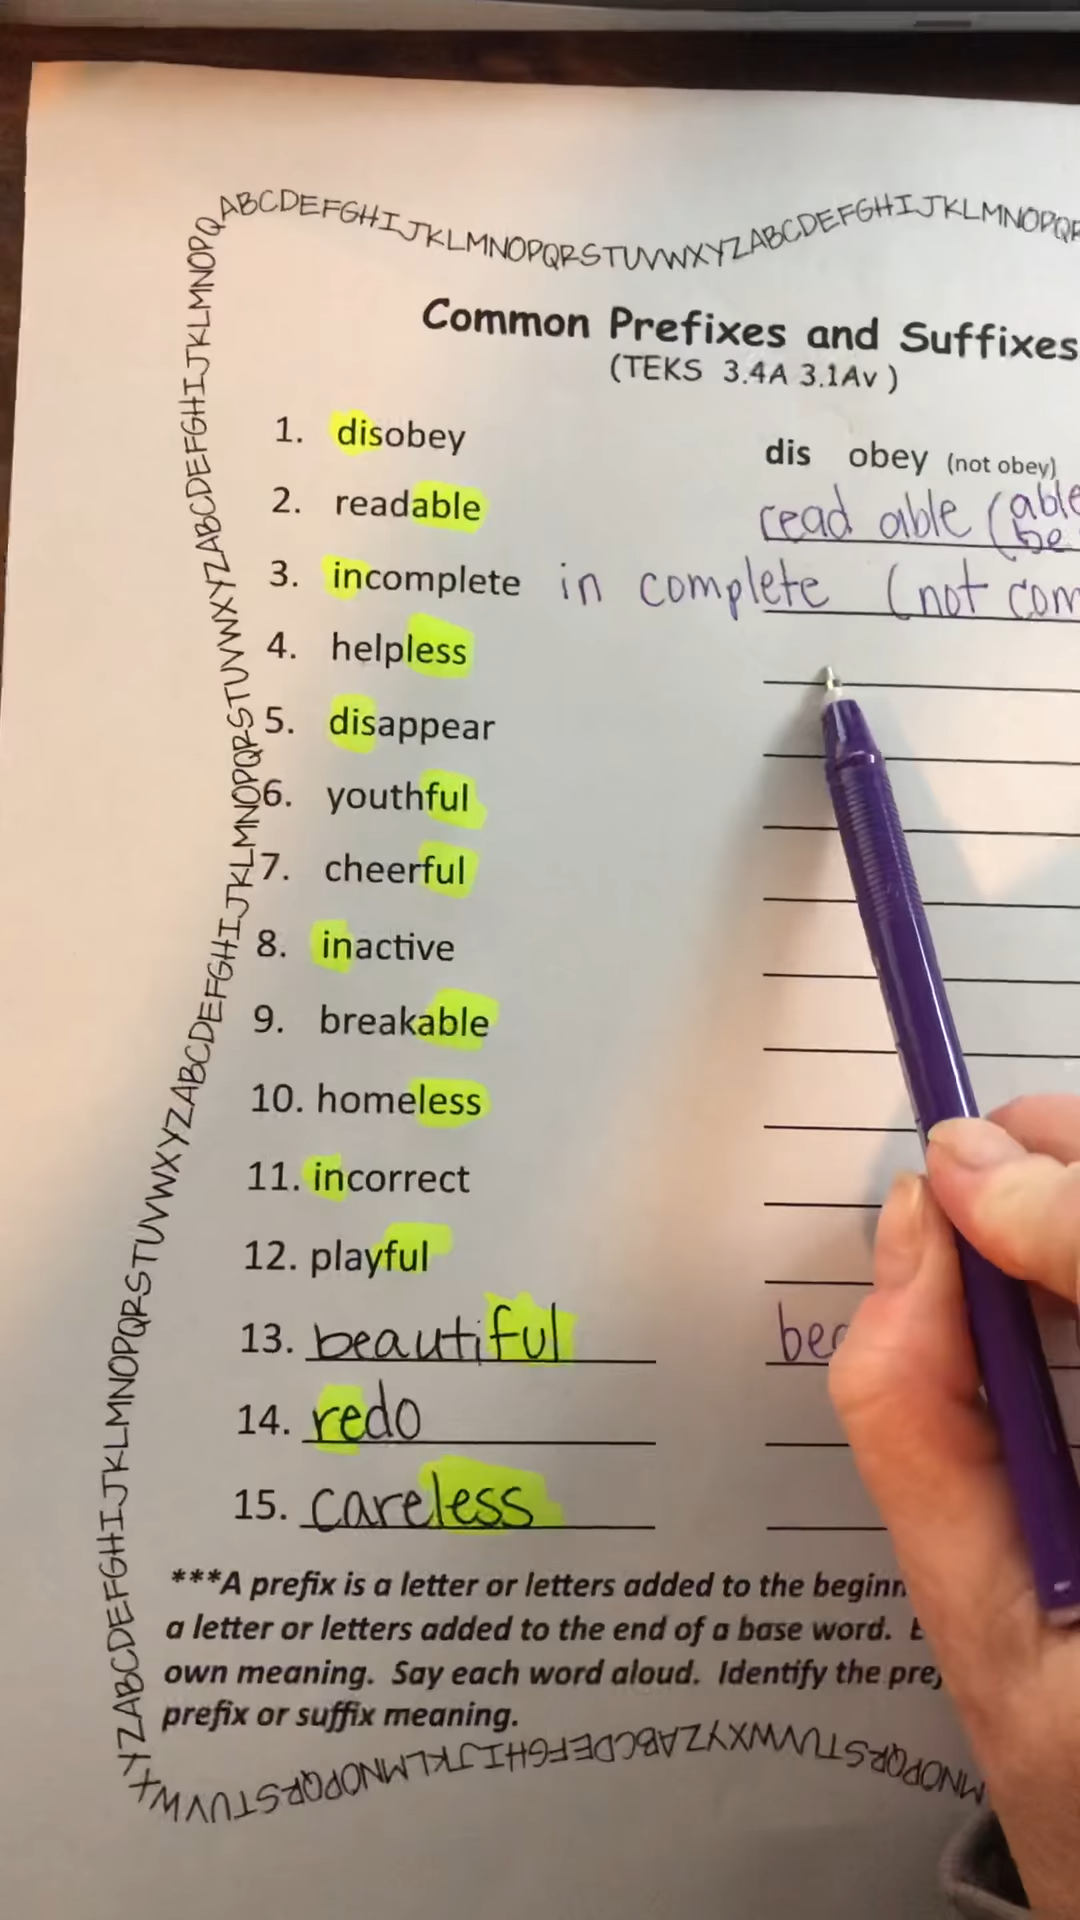 ABCDEFGHIJKLMNOPQRSTUVWXYZABCDEFGHIJKLMNOPQR
Common Prefixes and Suffixes
(TEKS 3.4A 3.1Av)
1. disobey dis obey (not obey)
2. readable read able (able
be
3. incomplete in complete (not com
4. helpless
5. disappear
6. youthful
7. cheerful
8. inactive
9. breakable
10. homeless
11. incorrect
12. playful
13. beautiful
14. redo
15. careless
***A prefix is a letter or letters added to the
a letter or letters added to the end of a base word.
own meaning. Say each word aloud. Identify the
prefix or suffix meaning.
MNOPQRSTUVWXYZABCDEFGHIJKLMNOPQRSTUVWXYZABCDEFGHIJKLMNOPQRSTUVWXYZABCDEFGHIJKLMNOPQRSTUVWXYZABCDEFGHIJKLMNOPQRSTUVWXYZABCDEFGHIJKLMNOPQ